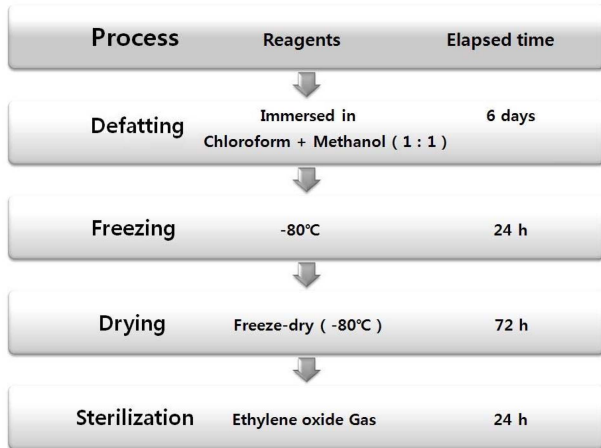 Process Reagents Elapsed time
Defatting Immersed in 6 days
Chloroform + Methanol ( 1 : 1 )
Freezing -80℃ 24 h
Drying Freeze-dry ( -80℃ ) 72 h
Sterilization Ethylene oxide Gas 24 h